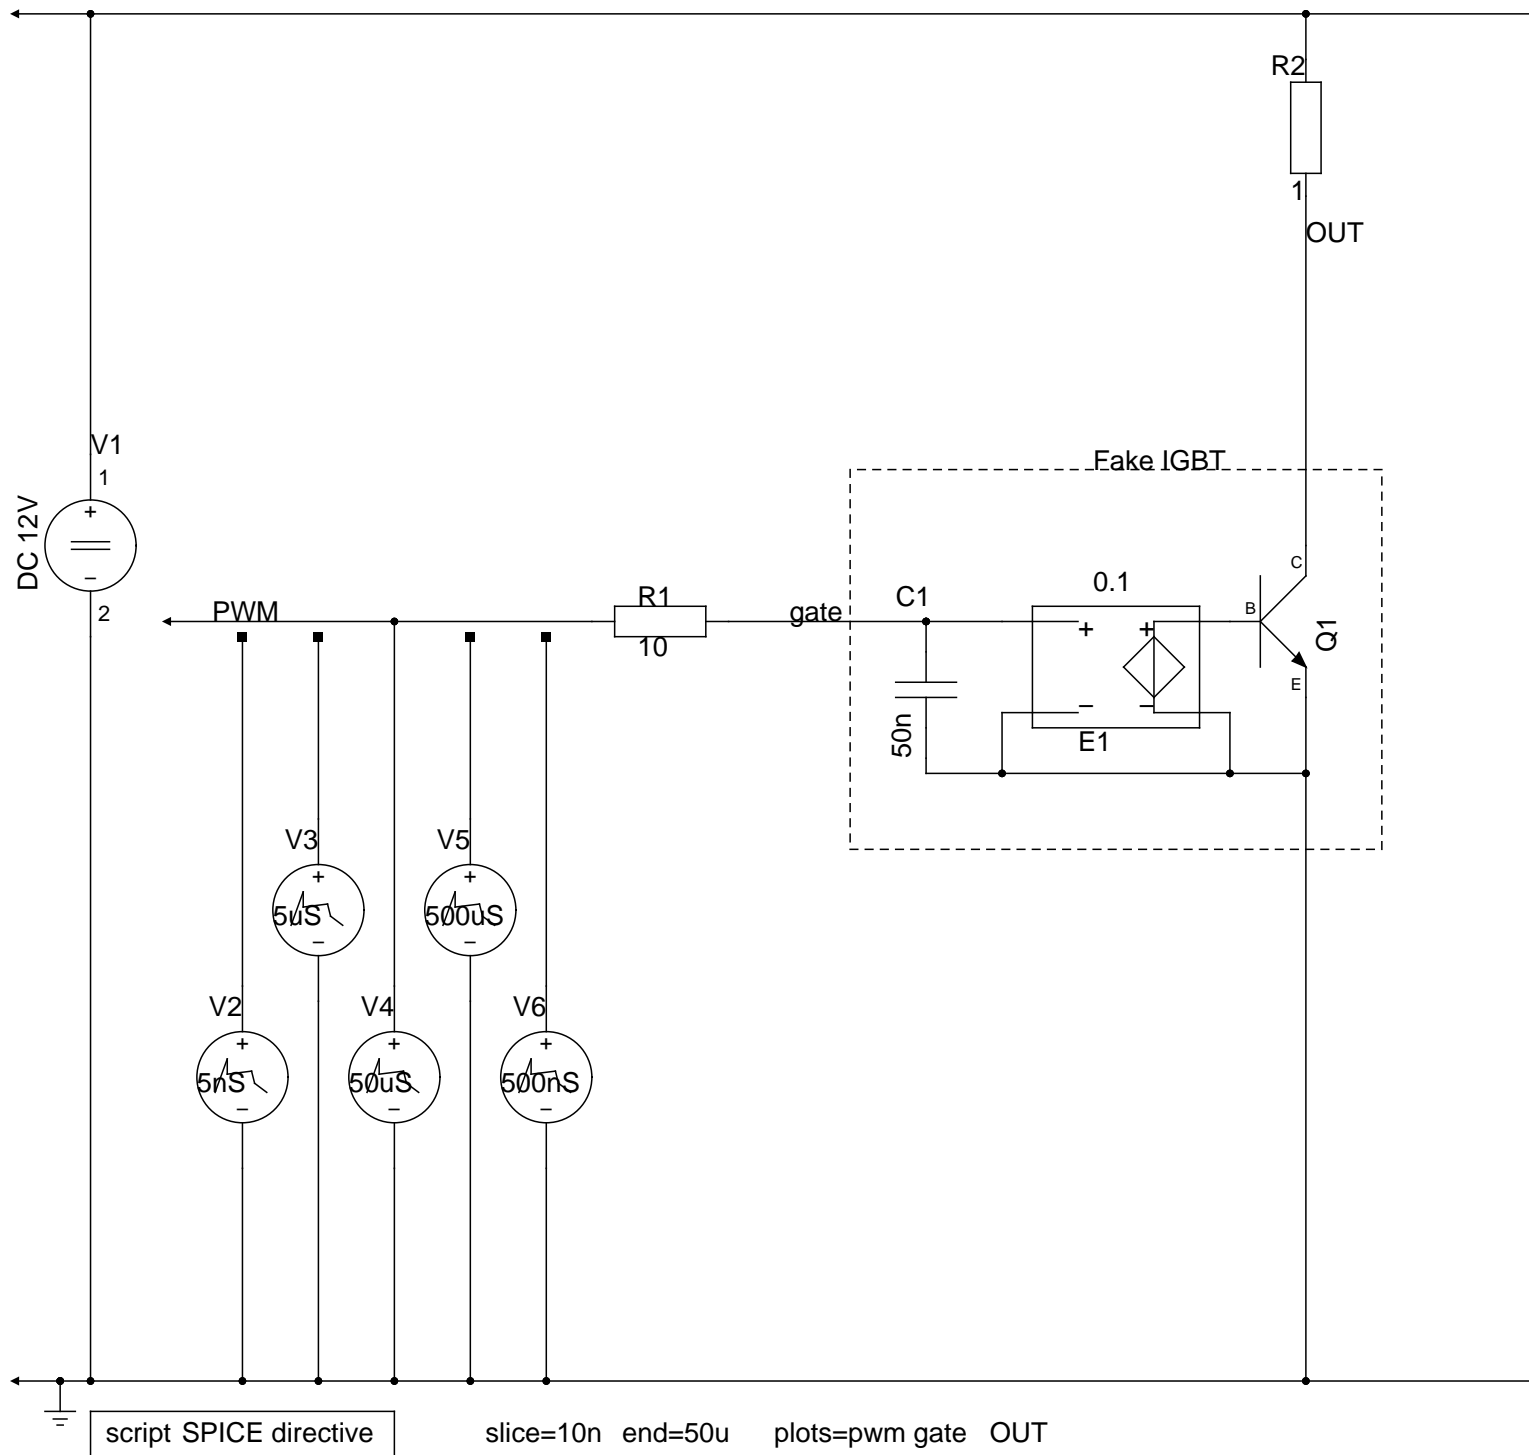 R2
1
OUT
V1
1
+
DC 12V
−
2
Fake IGBT
PWM
R1
10
gate
C1
50n
0.1
+ +
− −
E1
B
C
E
Q1
V3
+
5uS
−
V5
+
500uS
−
V2
+
5nS
−
V4
+
50uS
−
V6
+
500nS
−
script SPICE directive slice=10n end=50u plots=pwm gate OUT